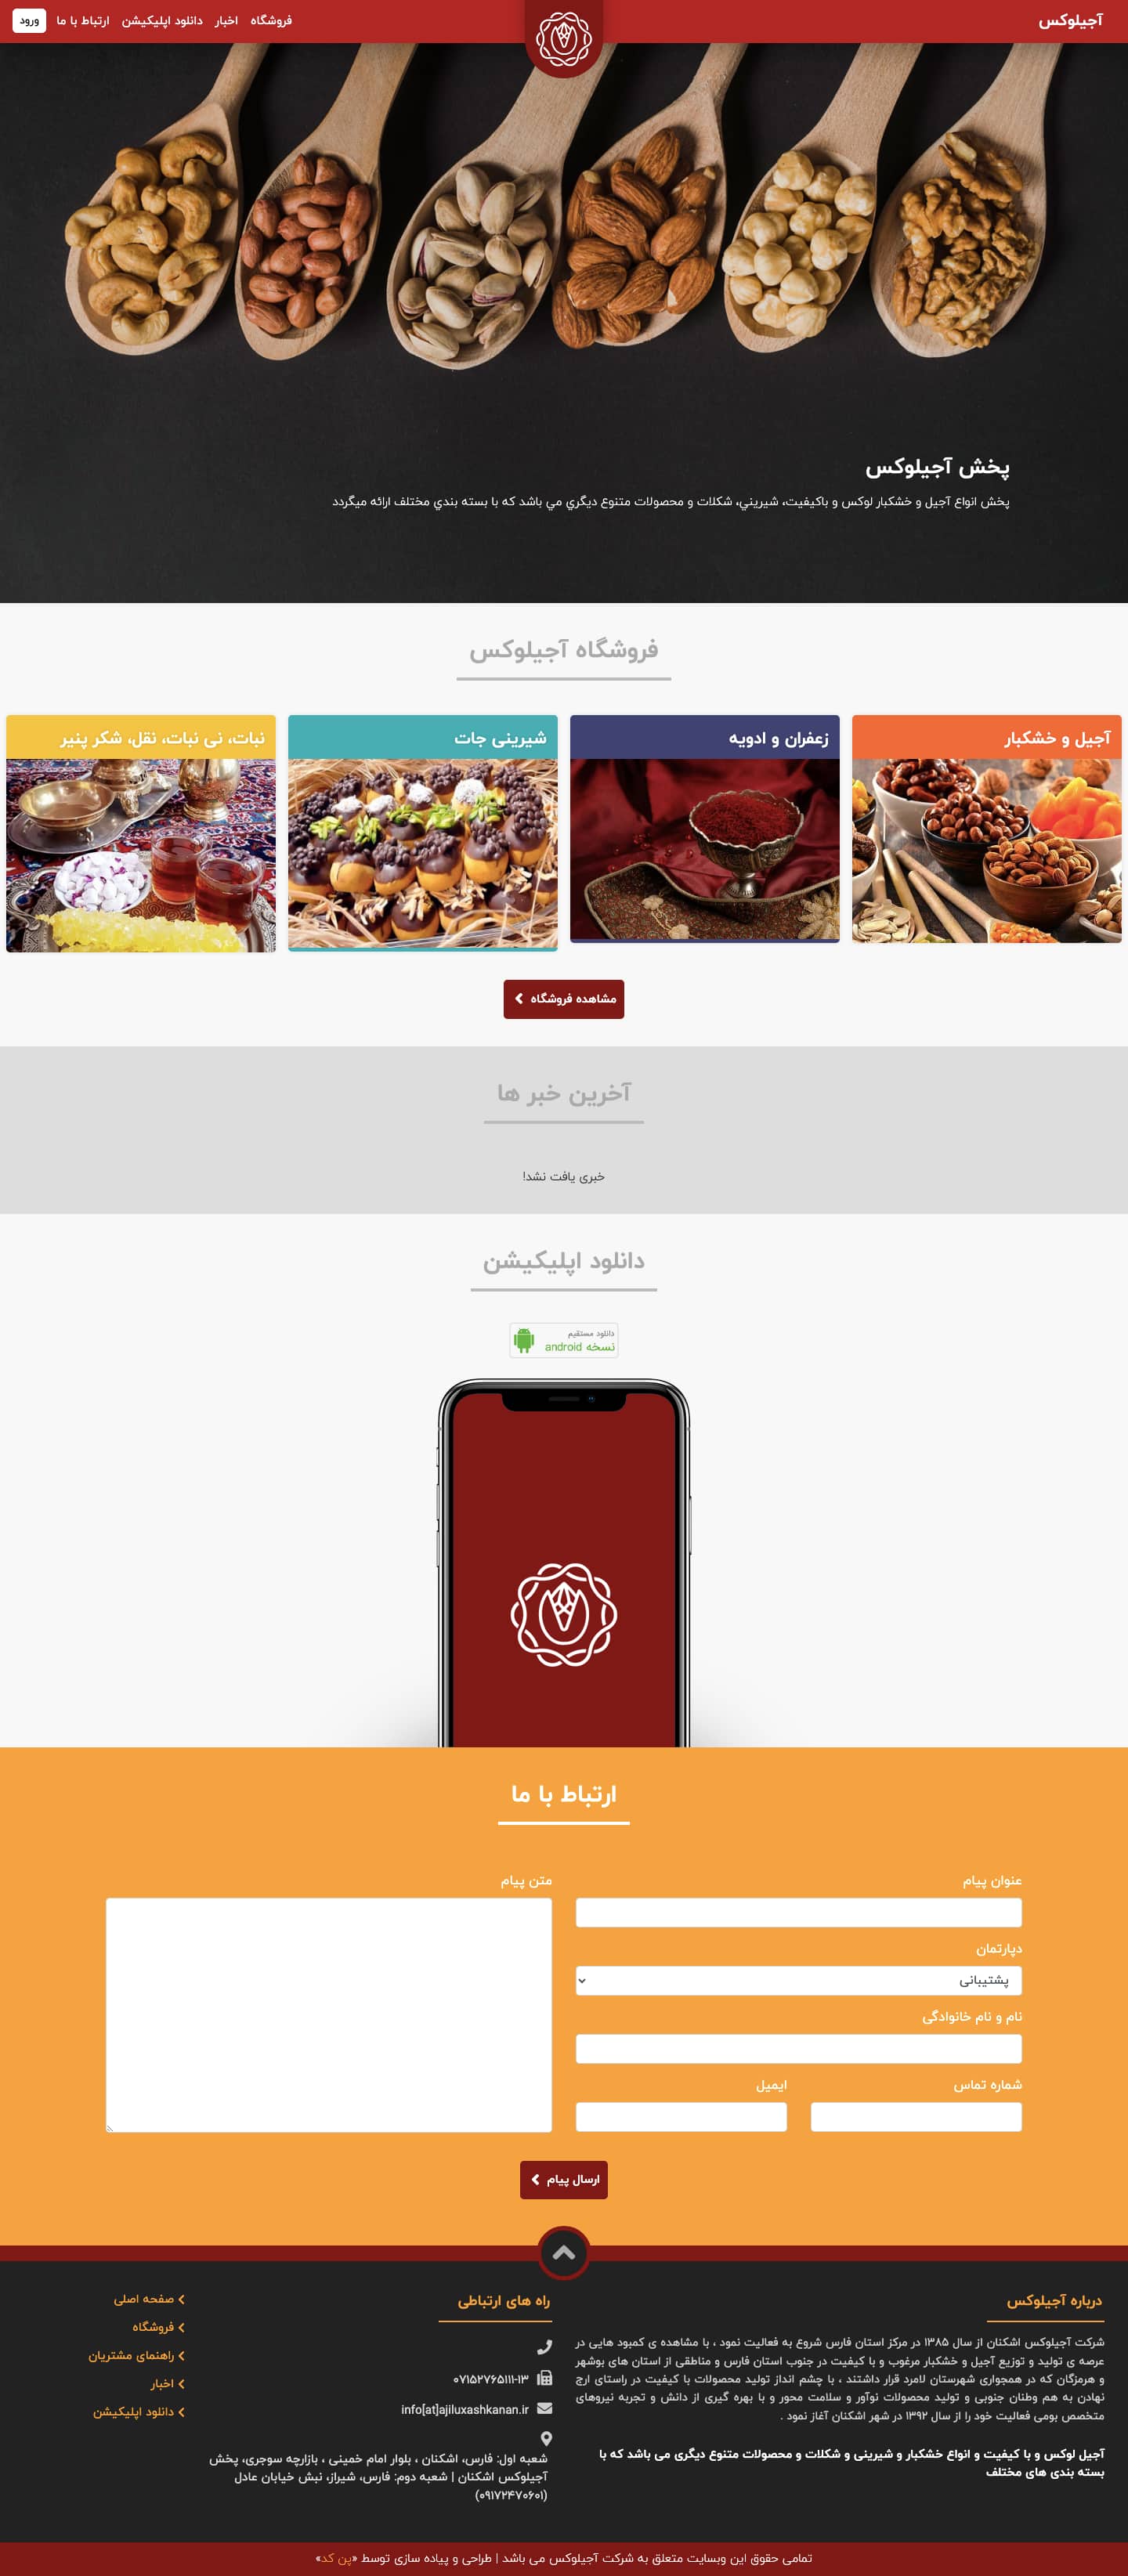 آجیلوکس
فروشگاه اخبار دانلود اپلیکیشن ارتباط با ما ورود
پخش آجیلوکس
پخش انواع آجيل و خشکبار لوکس و باکيفيت، شيريني، شکلات و محصولات متنوع ديگري مي باشد که با بسته بندي مختلف ارائه ميگردد
فروشگاه آجیلوکس
آجیل و خشکبار
زعفران و ادویه
شیرینی جات
نبات، نی نبات، نقل، شکر پنیر
مشاهده فروشگاه
آخرین خبر ها
خبری یافت نشد!
دانلود اپلیکیشن
دانلود مستقیم
نسخه android
ارتباط با ما
عنوان پیام
دپارتمان
پشتیبانی
نام و نام خانوادگی
شماره تماس
ایمیل
متن پیام
ارسال پیام
درباره آجیلوکس
شرکت آجیلوکس اشکنان از سال ۱۳۸۵ در مرکز استان فارس شروع به فعالیت نمود ، با مشاهده ی کمبود هایی در
عرصه ی تولید و توزیع آجیل و خشکبار مرغوب و با کیفیت در جنوب استان فارس و مناطقی از استان های بوشهر
و هرمزگان که در همجواری شهرستان لامرد قرار داشتند ، با چشم انداز تولید محصولات با کیفیت در راستای ارج
نهادن به هم وطنان جنوبی و تولید محصولات نوآور و سلامت محور و با بهره گیری از دانش و تجربه نیروهای
متخصص بومی فعالیت خود را از سال ۱۳۹۲ در شهر اشکنان آغاز نمود .
آجیل لوکس و با کیفیت و انواع خشکبار و شیرینی و شکلات و محصولات متنوع دیگری می باشد که با
بسته بندی های مختلف
راه های ارتباطی
۰۷۱۵۲۷۶۵۱۱۱-۱۳
info[at]ajiluxashkanan.ir
شعبه اول: فارس، اشکنان ، بلوار امام خمینی ، بازارچه سوجری، پخش
آجیلوکس اشکنان | شعبه دوم: فارس، شیراز، نبش خیابان عادل
(۰۹۱۷۲۴۷۰۶۰۱)
صفحه اصلی
فروشگاه
راهنمای مشتریان
اخبار
دانلود اپلیکیشن
تمامی حقوق این وبسایت متعلق به شرکت آجیلوکس می باشد | طراحی و پیاده سازی توسط «پن کد»